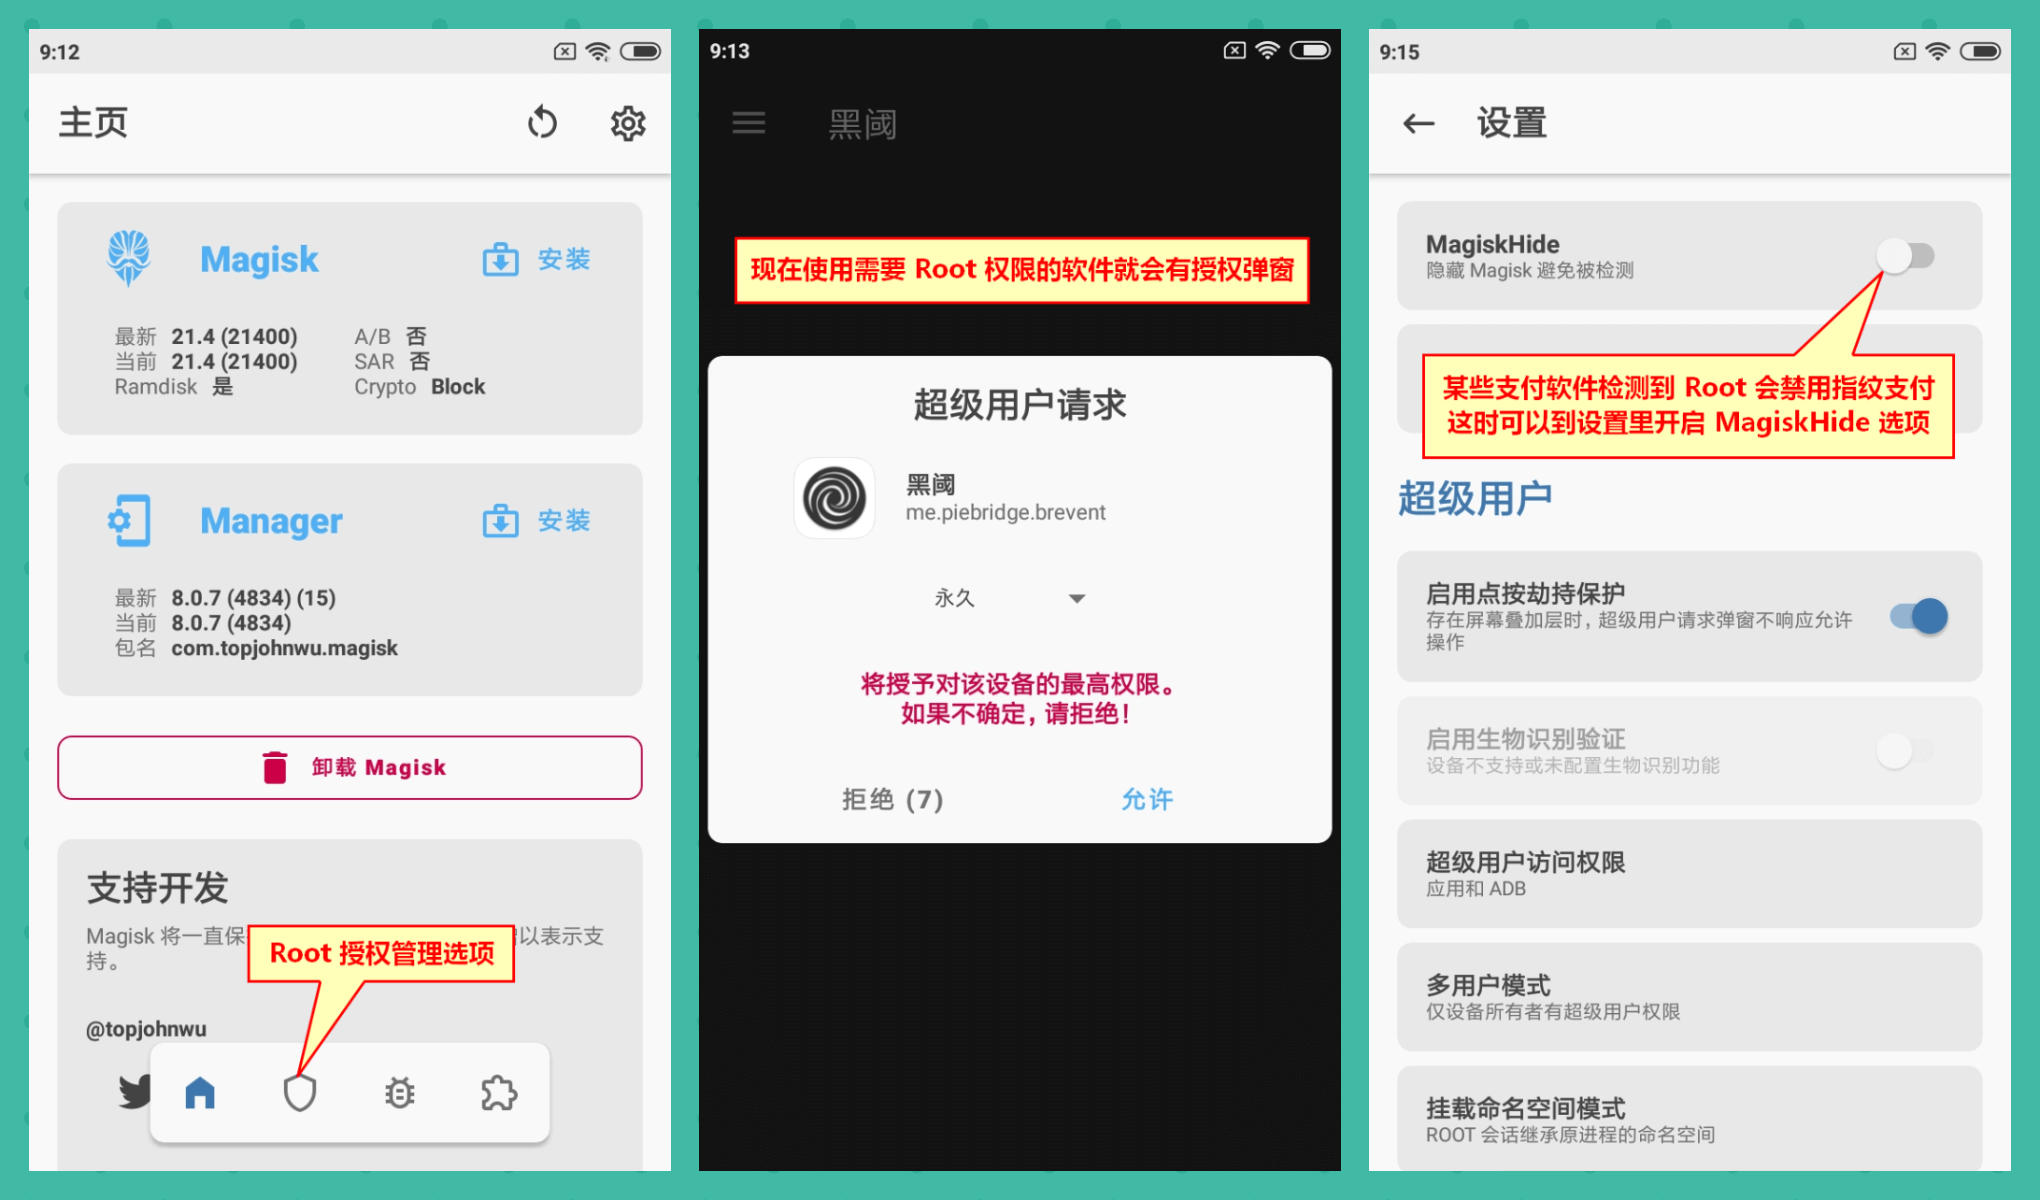 9:12
主页
Magisk
安装
最新 21.4 (21400)
A/B 否
当前 21.4 (21400)
SAR 否
Ramdisk 是
Crypto Block
Manager
安装
最新 8.0.7 (4834) (15)
当前 8.0.7 (4834)
包名 com.topjohnwu.magisk
卸载 Magisk
支持开发
Magisk 将一直保
以表示支
持。
Root 授权管理选项
@topjohnwu
9:13
黑阈
现在使用需要 Root 权限的软件就会有授权弹窗
超级用户请求
黑阈
me.piebridge.brevent
永久
将授予对该设备的最高权限。
如果不确定，请拒绝！
拒绝 (7)
允许
9:15
设置
MagiskHide
隐藏 Magisk 避免被检测
某些支付软件检测到 Root 会禁用指纹支付
这时可以到设置里开启 MagiskHide 选项
超级用户
启用点按劫持保护
存在屏幕叠加层时，超级用户请求弹窗不响应允许
操作
启用生物识别验证
设备不支持或未配置生物识别功能
超级用户访问权限
应用和 ADB
多用户模式
仅设备所有者有超级用户权限
挂载命名空间模式
ROOT 会话继承原进程的命名空间